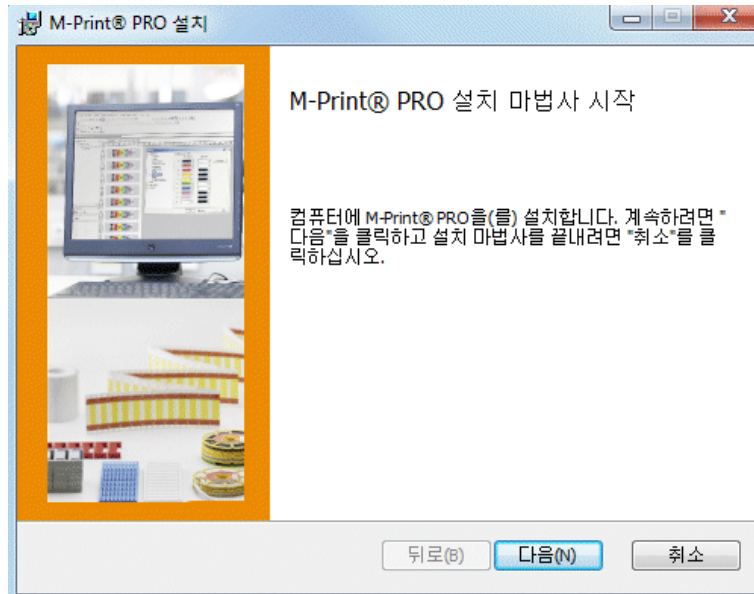 M-Print® PRO 설치
M-Print® PRO 설치 마법사 시작
컴퓨터에 M-Print® PRO을(를) 설치합니다. 계속하려면 "
다음"을 클릭하고 설치 마법사를 끝내려면 "취소"를 클
릭하십시오.
뒤로(B) 다음(N) 취소